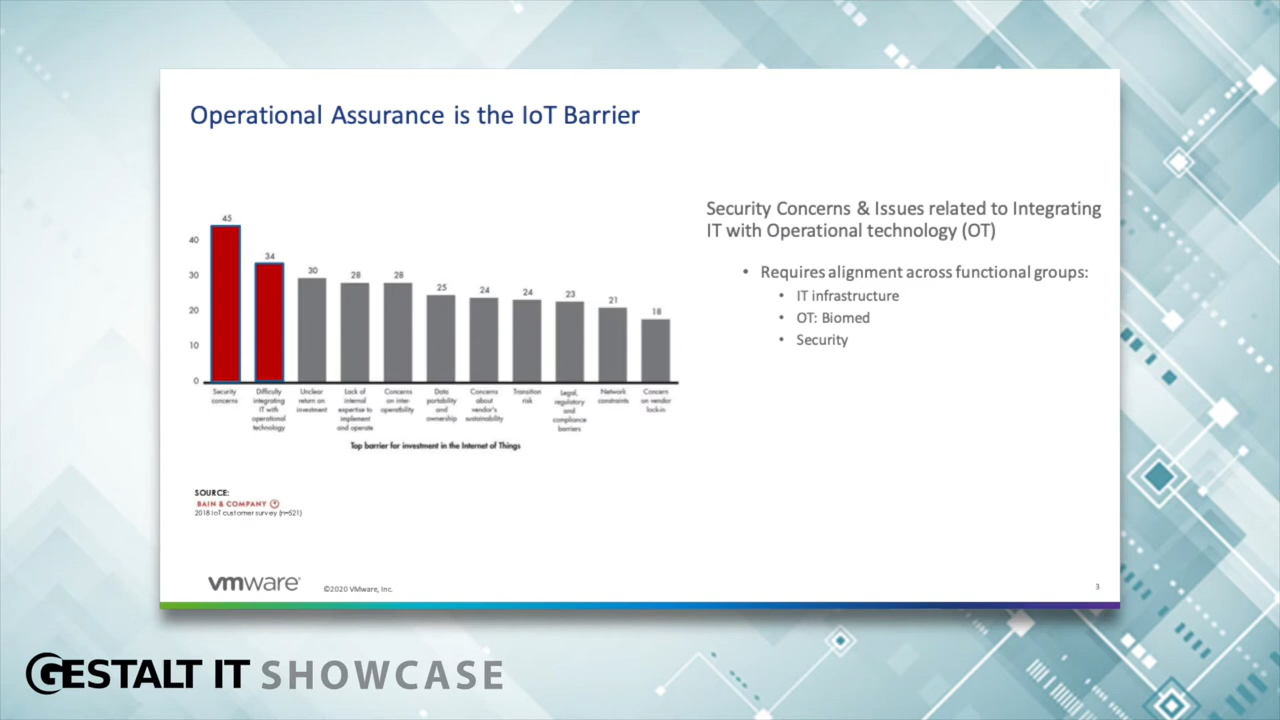 Operational Assurance is the IoT Barrier
45
34
30
28
28
25
24
24
23
21
18
40
30
20
10
0
Security
concerns
Difficulty
integrating
IT with
operational
technology
Unclear
return on
investment
Lack of
internal
expertise to
implement
and operate
Concerns
on inter-
operability
Data
portability
and
ownership
Concerns
about
vendor's
sustainability
Transition
risk
Legal,
regulatory
and
compliance
barriers
Network
constraints
Concern
on vendor
lock-in
Top barrier for investment in the Internet of Things
SOURCE:
BAIN & COMPANY
2018 IoT customer survey (n=521)
Security Concerns & Issues related to Integrating
IT with Operational technology (OT)
• Requires alignment across functional groups:
• IT infrastructure
• OT: Biomed
• Security
vmware®
©2020 VMware, Inc.
3
GESTALT IT SHOWCASE